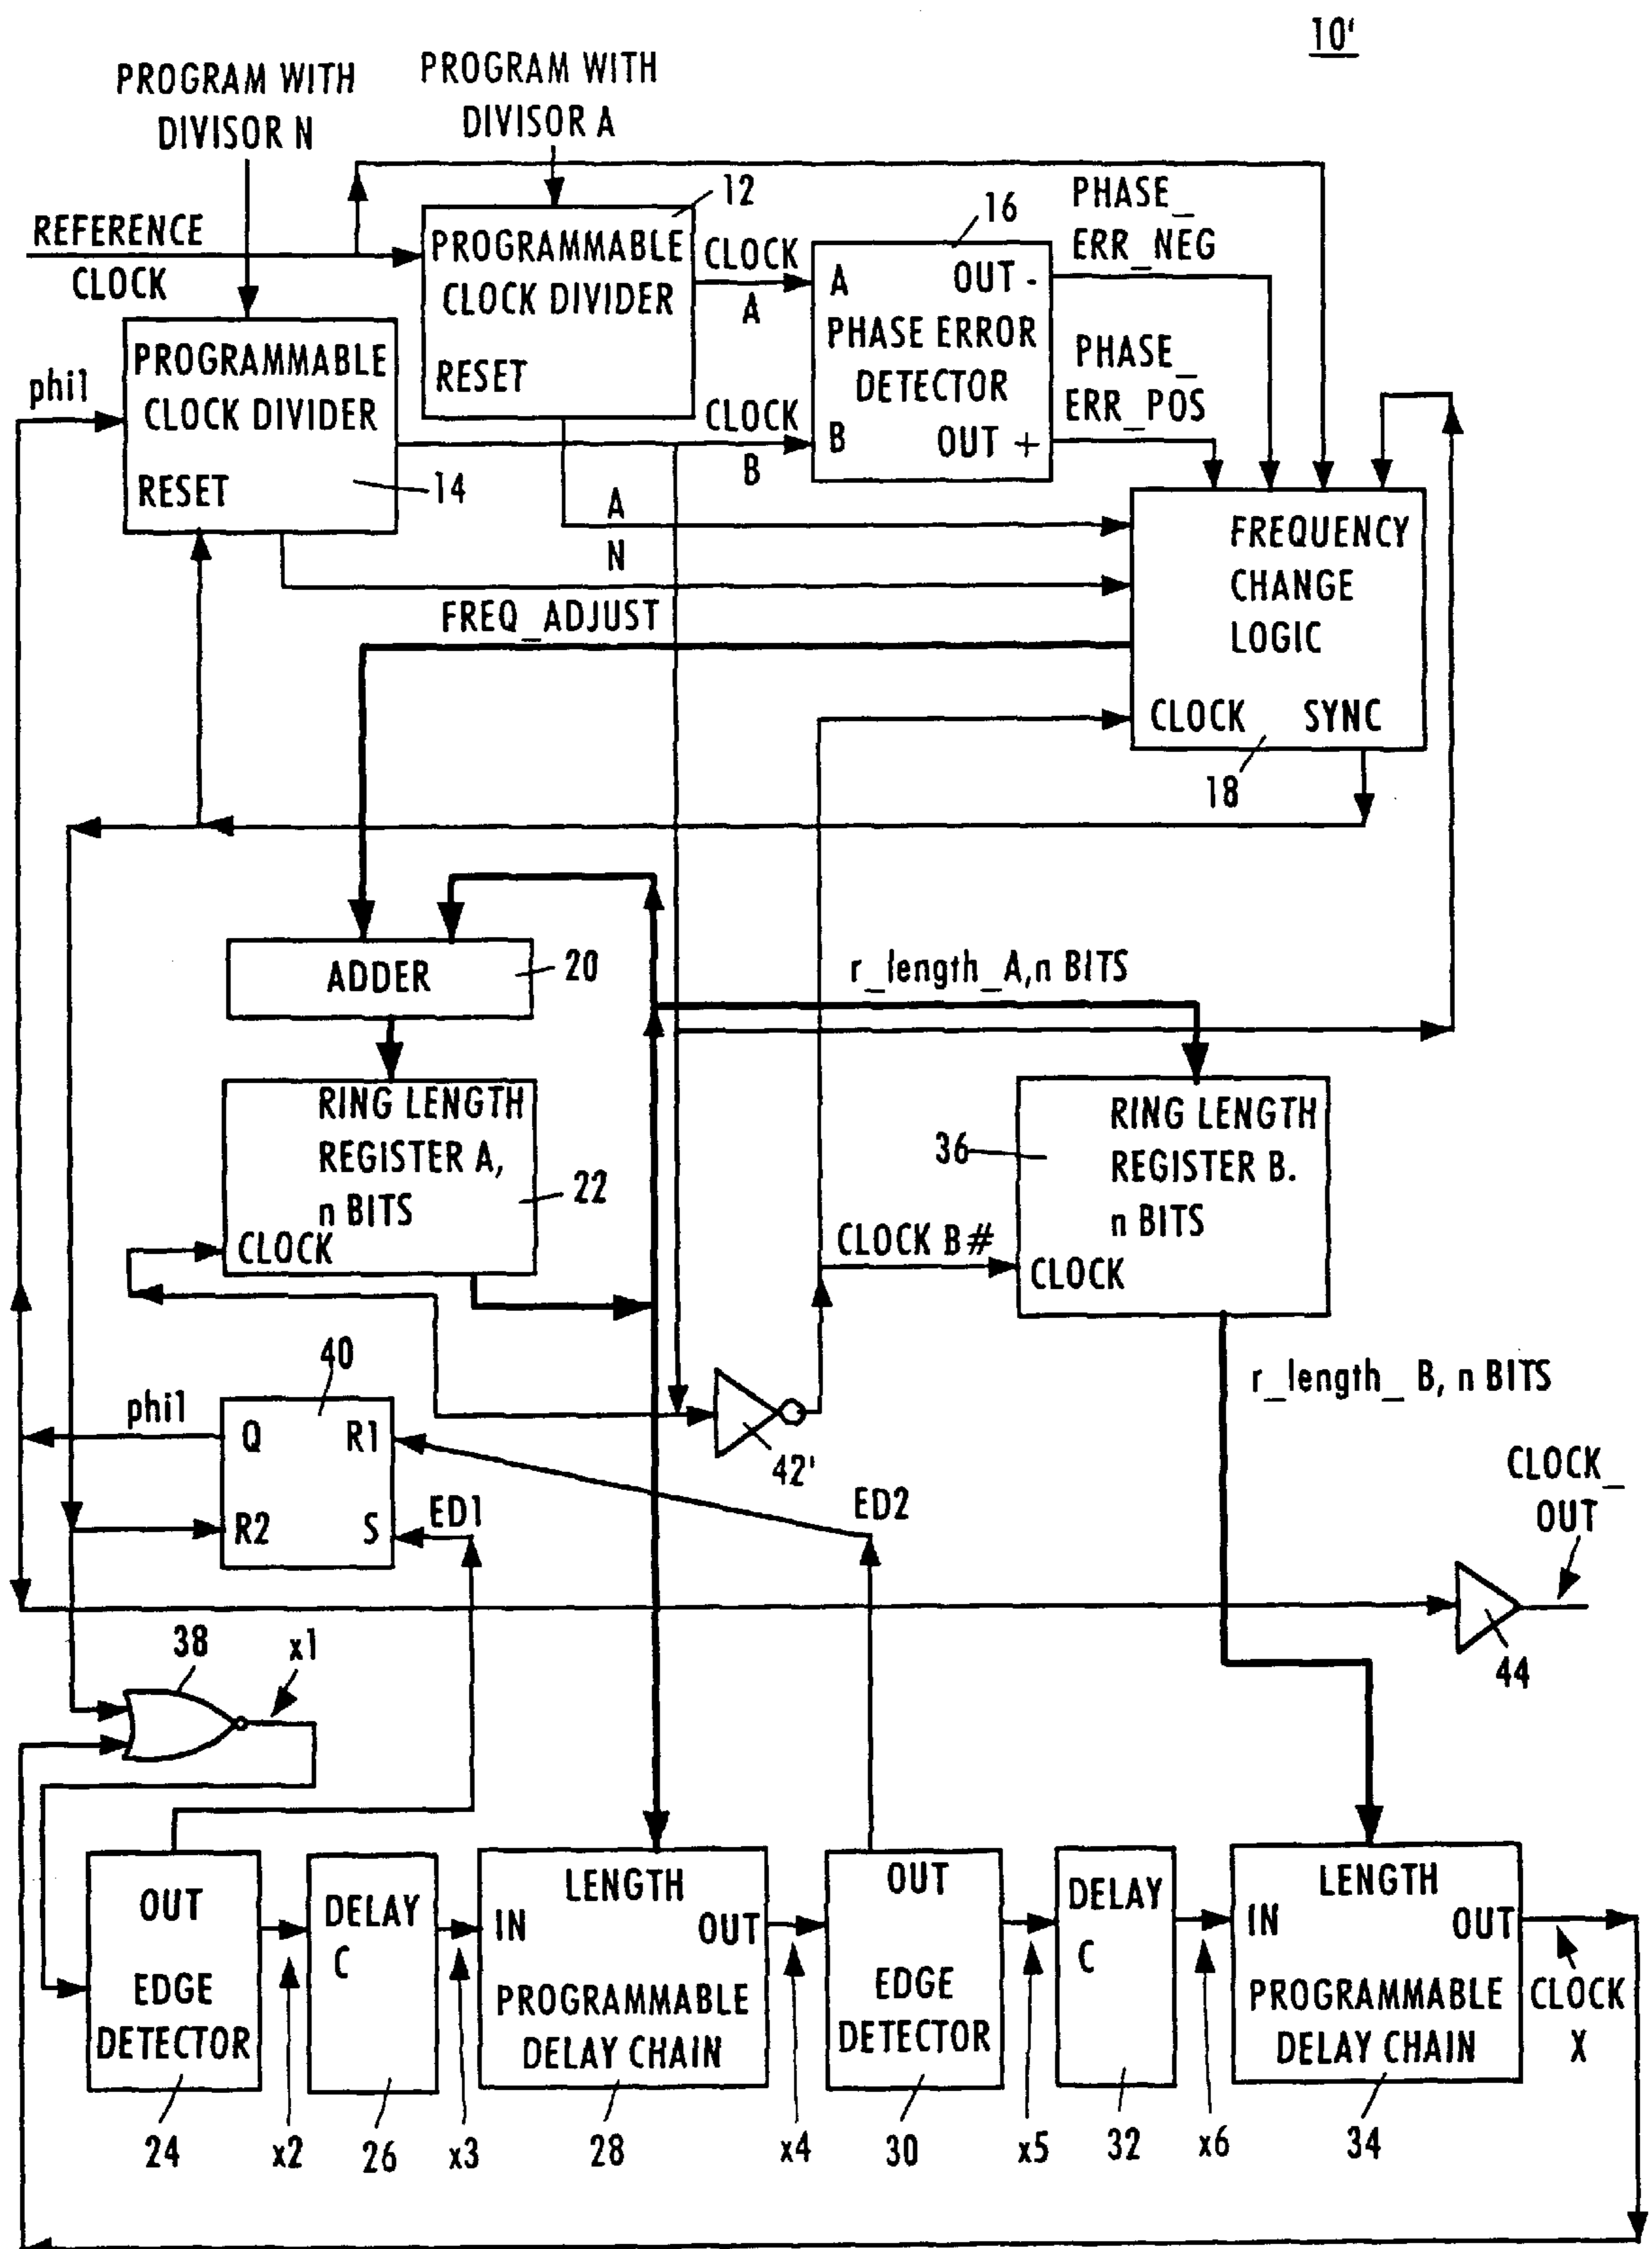 10'
PROGRAM WITH
DIVISOR N
PROGRAM WITH
DIVISOR A
REFERENCE
CLOCK
12
PROGRAMMABLE
CLOCK DIVIDER
RESET
CLOCK
A
16
A
OUT -
PHASE ERROR
DETECTOR
B
OUT +
PHASE_
ERR_NEG
PHASE_
ERR_POS
phi1
PROGRAMMABLE
CLOCK DIVIDER
RESET
14
CLOCK
B
A
N
FREQ_ADJUST
FREQUENCY
CHANGE
LOGIC
CLOCK SYNC
18
ADDER
20
r_length_A,n BITS
RING LENGTH
REGISTER A,
n BITS
CLOCK
22
36
RING LENGTH
REGISTER B.
n BITS
CLOCK
CLOCK B#
r_length_B, n BITS
40
phi1
Q R1
R2 S
ED1
42'
ED2
CLOCK_
OUT
44
38
x1
OUT
EDGE
DETECTOR
24
x2
DELAY
C
26
x3
LENGTH
IN
OUT
PROGRAMMABLE
DELAY CHAIN
28
x4
OUT
EDGE
DETECTOR
30
x5
DELAY
C
32
x6
LENGTH
IN
OUT
PROGRAMMABLE
DELAY CHAIN
34
CLOCK
X